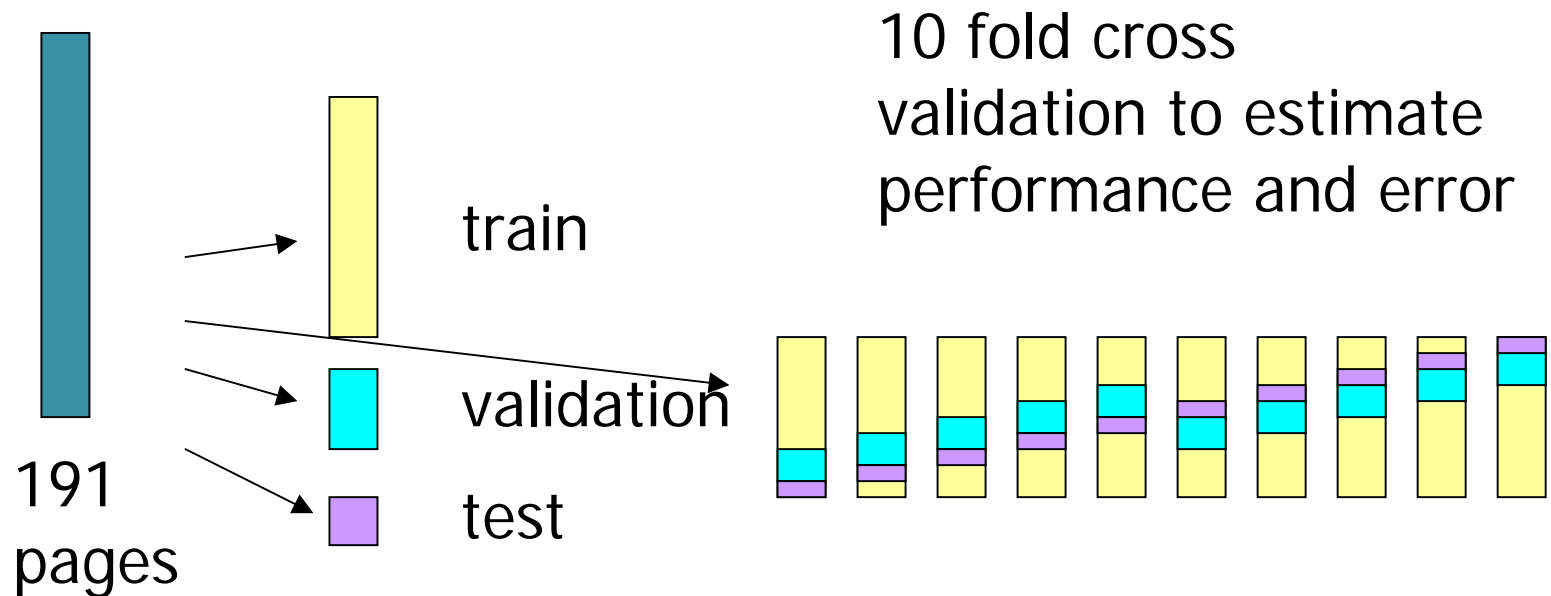 191
pages
train
validation
test
10 fold cross
validation to estimate
performance and error